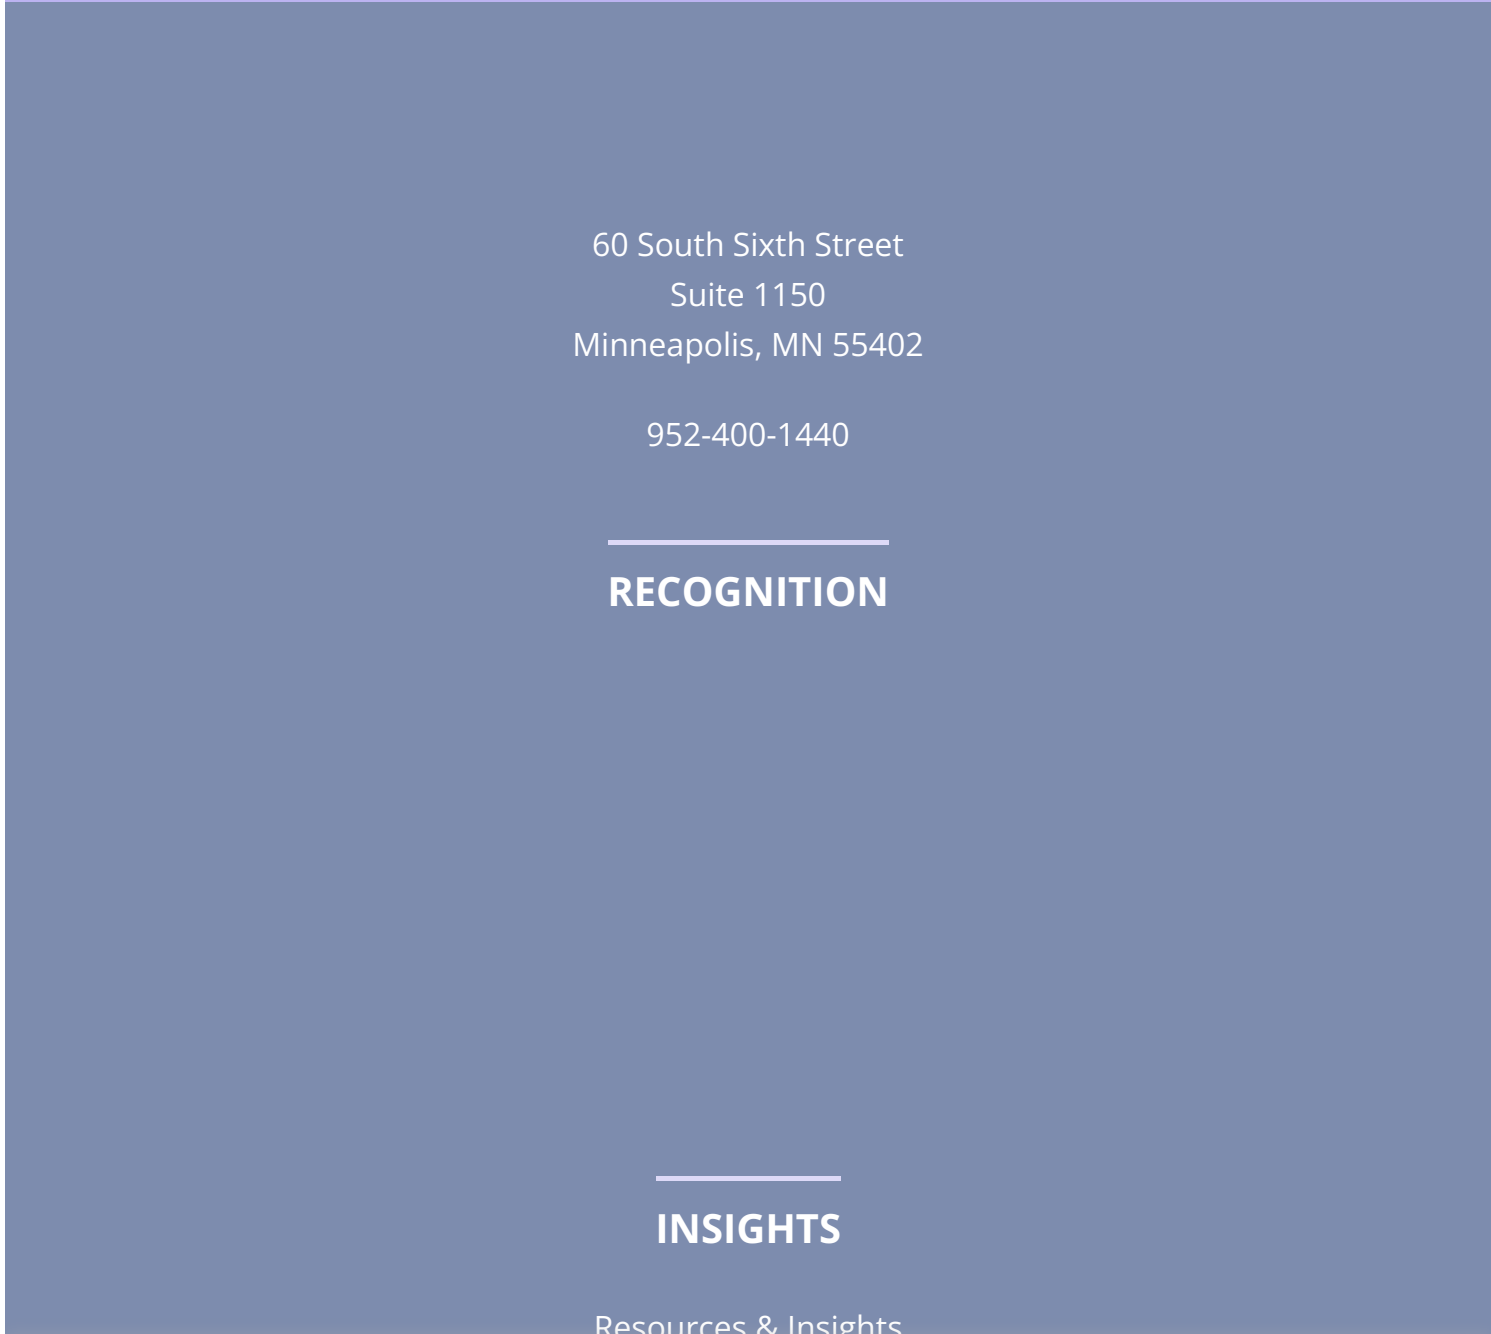 60 South Sixth Street
Suite 1150
Minneapolis, MN 55402
952-400-1440
RECOGNITION
INSIGHTS
Resources & Insights